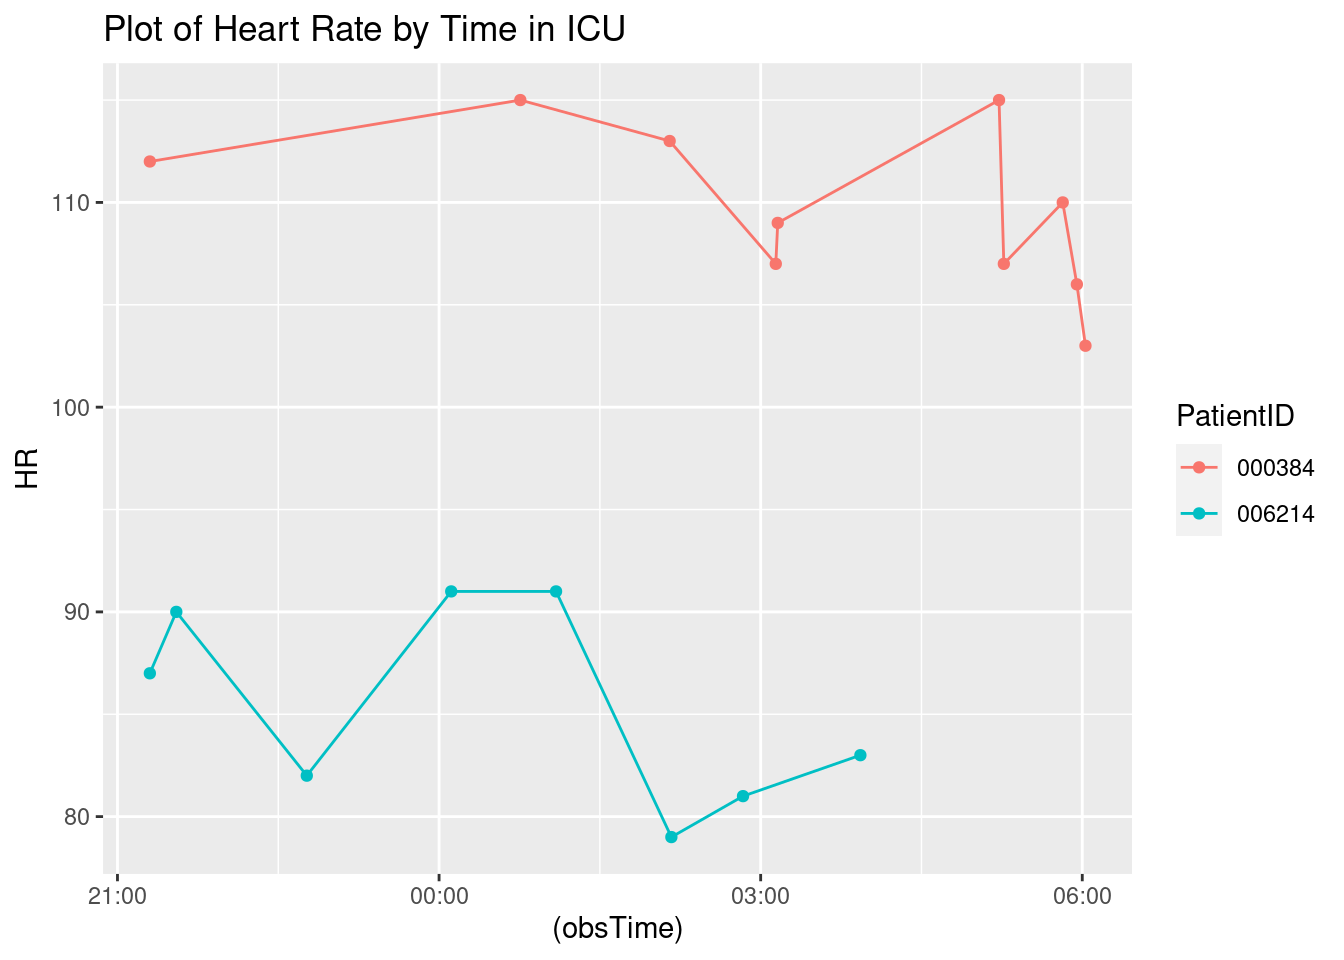 Plot of Heart Rate by Time in ICU
HR
110
100
90
80
21:00 00:00 03:00 06:00
(obsTime)
PatientID
000384
006214